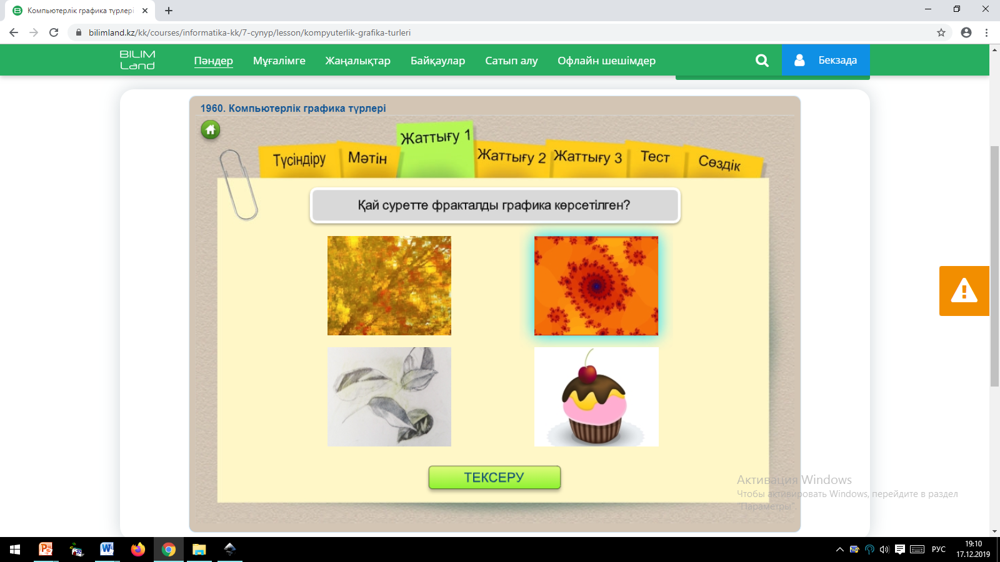 Компьютерлік графика түрлері
bilimland.kz/kk/courses/informatika-kk/7-сynyp/lesson/kompyuterlik-grafika-turleri
BILIM
Land
Пәндер
Мұғалімге
Жаңалықтар
Байқаулар
Сатып алу
Офлайн шешімдер
Бекзада
1960. Компьютерлік графика түрлері
Түсіндіру
Мәтін
Жаттығу 1
Жаттығу 2
Жаттығу 3
Тест
Сөздік
Қай суретте фракталды графика көрсетілген?
ТЕКСЕРУ
Активация Windows
Чтобы активировать Windows, перейдите в раздел
"Параметры".
РУС
19:10
17.12.2019